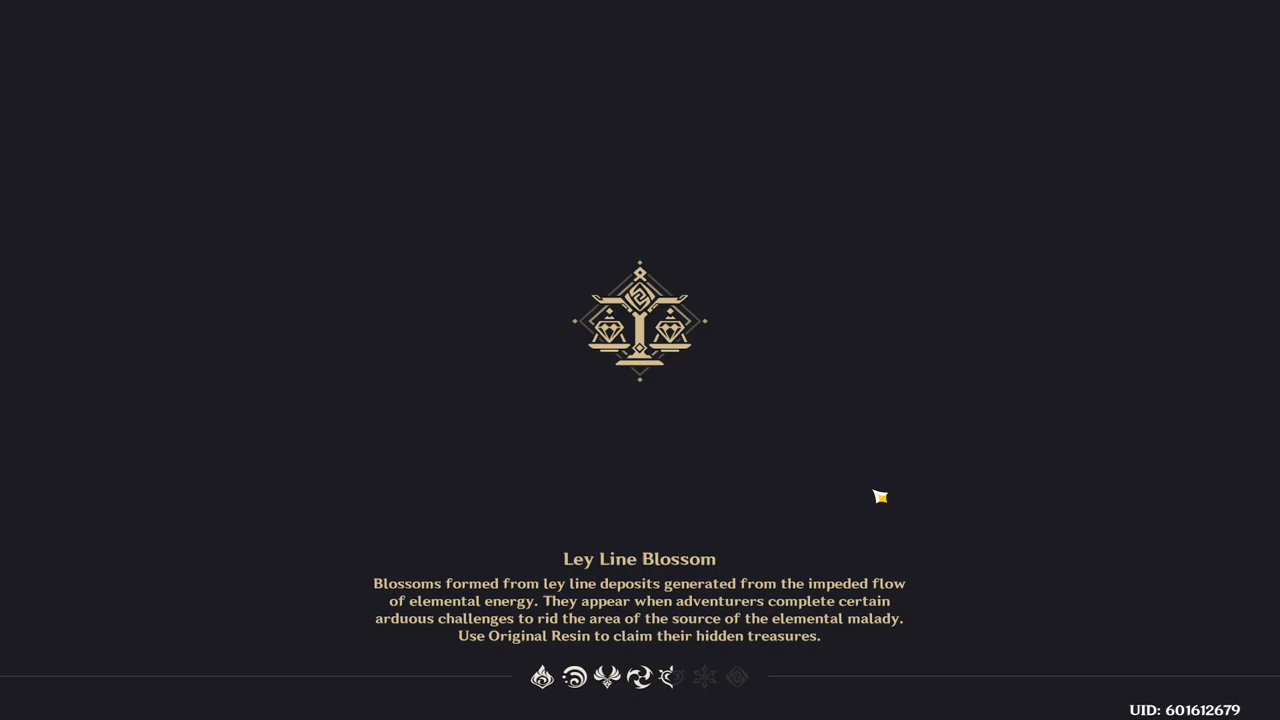 Ley Line Blossom
Blossoms formed from ley line deposits generated from the impeded flow
of elemental energy. They appear when adventurers complete certain
arduous challenges to rid the area of the source of the elemental malady.
Use Original Resin to claim their hidden treasures.
UID: 601612679